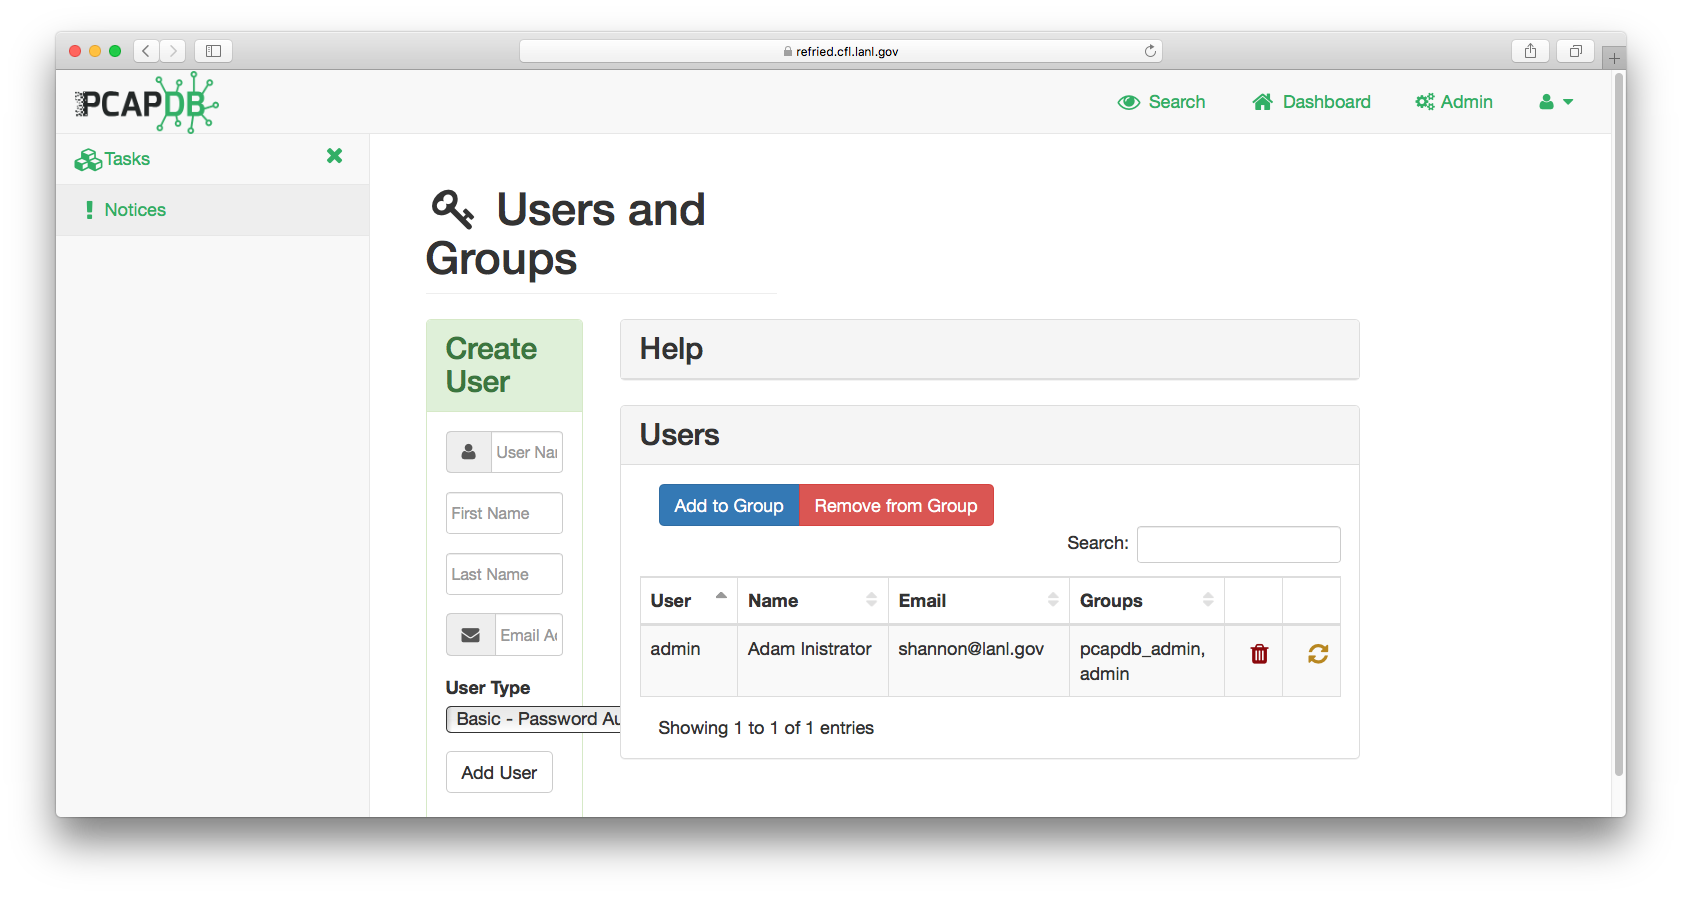 refried.cfl.lanl.gov
PCAPDB
Search
Dashboard
Admin
Tasks
Notices
Users and
Groups
Create
User
User Nar
First Name
Last Name
Email A
User Type
Basic - Password Au
Add User
Help
Users
Add to Group
Remove from Group
Search:
User Name Email Groups
admin Adam Inistrator shannon@lanl.gov pcapdb_admin,
admin
Showing 1 to 1 of 1 entries